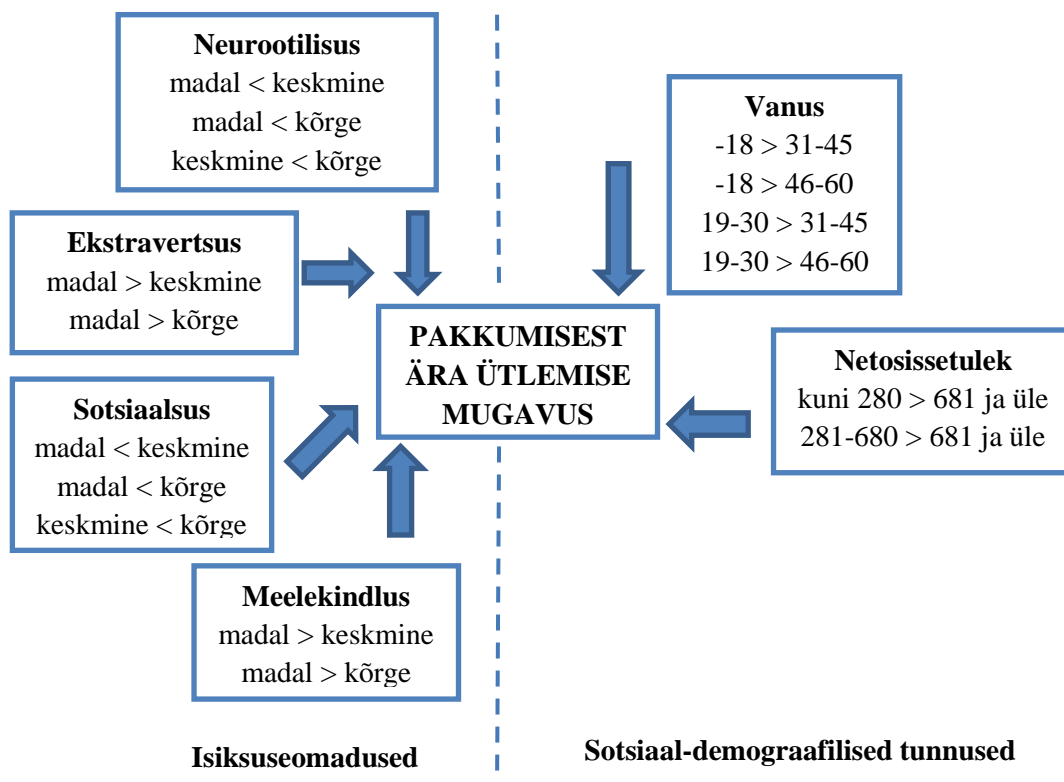 Neurootilisus
madal < keskmine
madal < kõrge
keskmine < kõrge
Vanus
-18 > 31-45
-18 > 46-60
19-30 > 31-45
19-30 > 46-60
Ekstravertsus
madal > keskmine
madal > kõrge
PAKKUMISEST
ÄRA ÜTLEMISE
MUGAVUS
Netosissetulek
kuni 280 > 681 ja üle
281-680 > 681 ja üle
Sotsiaalsus
madal < keskmine
madal < kõrge
keskmine < kõrge
Meelekindlus
madal > keskmine
madal > kõrge
Isiksuseomadused
Sotsiaal-demograafilised tunnused